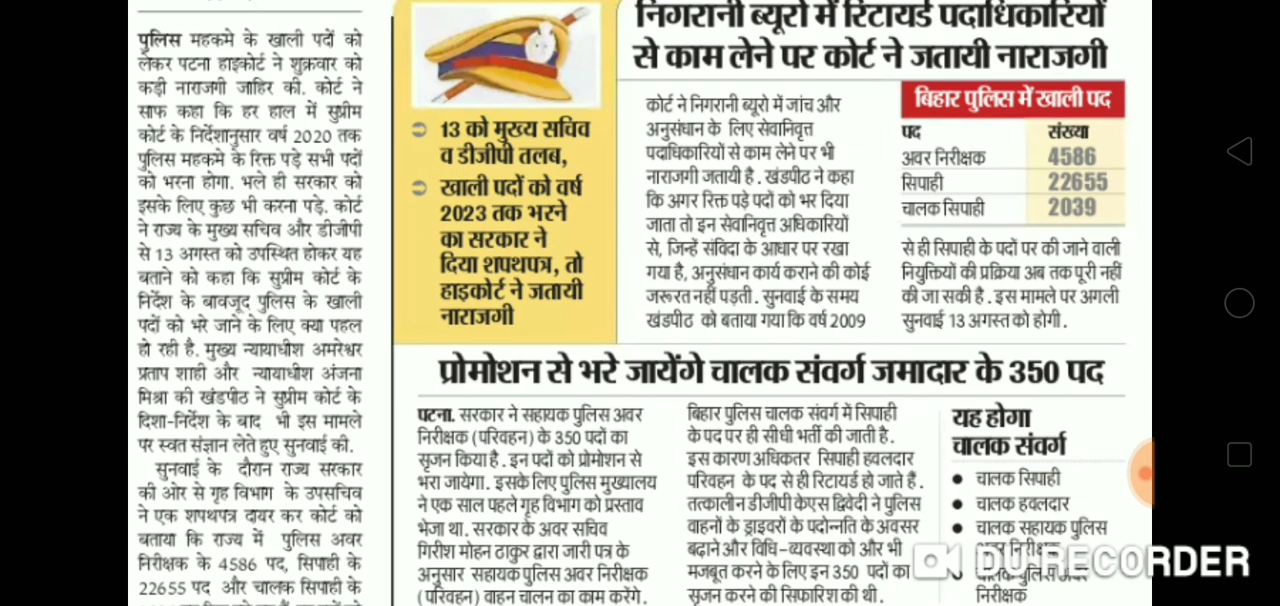 पुलिस महकमे के खाली पदों को
लेकर पटना हाइकोर्ट ने शुक्रवार को
कड़ी नाराजगी जाहिर की. कोर्ट ने
साफ कहा कि हर हाल में सुप्रीम
कोर्ट के निर्देशानुसार वर्ष 2020 तक
पुलिस महकमे के रिक्त पड़े सभी पदों
को भरना होगा. भले ही सरकार को
इसके लिए कुछ भी करना पड़े. कोर्ट
ने राज्य के मुख्य सचिव और डीजीपी
से 13 अगस्त को उपस्थित होकर यह
बताने को कहा कि सुप्रीम कोर्ट के
निर्देश के बावजूद पुलिस के खाली
पदों को भरे जाने के लिए क्या पहल
हो रही है. मुख्य न्यायाधीश अमरेश्वर
प्रताप शाही और न्यायाधीश अंजना
मिश्रा की खंडपीठ ने सुप्रीम कोर्ट के
दिशा-निर्देश के बाद भी इस मामले
पर स्वत संज्ञान लेते हुए सुनवाई की.
सुनवाई के दौरान राज्य सरकार
की ओर से गृह विभाग के उपसचिव
ने एक शपथपत्र दायर कर कोर्ट को
बताया कि राज्य में पुलिस अवर
निरीक्षक के 4586 पद, सिपाही के
22655 पद और चालक सिपाही के
13 को मुख्य सचिव
व डीजीपी तलब,
खाली पदों को वर्ष
2023 तक भरने
का सरकार ने
दिया शपथपत्र, तो
हाइकोर्ट ने जतायी
नाराजगी
निगरानी ब्यूरो में रिटायर्ड पदाधिकारियों
से काम लेने पर कोर्ट ने जतायी नाराजगी
कोर्ट ने निगरानी ब्यूरो में जांच और
अनुसंधान के लिए सेवानिवृत्त
पदाधिकारियों से काम लेने पर भी
नाराजगी जतायी है. खंडपीठ ने कहा
कि अगर रिक्त पड़े पदों को भर दिया
जाता तो इन सेवानिवृत्त अधिकारियों
से, जिन्हें संविदा के आधार पर रखा
गया है, अनुसंधान कार्य कराने की कोई
जरूरत नहीं पड़ती. सुनवाई के समय
खंडपीठ को बताया गया कि वर्ष 2009
बिहार पुलिस में खाली पद
पद संख्या
अवर निरीक्षक 4586
सिपाही 22655
चालक सिपाही 2039
से ही सिपाही के पदों पर की जाने वाली
नियुक्तियों की प्रक्रिया अब तक पूरी नहीं
की जा सकी है. इस मामले पर अगली
सुनवाई 13 अगस्त को होगी.
प्रोमोशन से भरे जायेंगे चालक संवर्ग जमादार के 350 पद
पटना. सरकार ने सहायक पुलिस अवर
निरीक्षक (परिवहन) के 350 पदों का
सृजन किया है. इन पदों को प्रोमोशन से
भरा जायेगा. इसके लिए पुलिस मुख्यालय
ने एक साल पहले गृह विभाग को प्रस्ताव
भेजा था. सरकार के अवर सचिव
गिरीश मोहन ठाकुर द्वारा जारी पत्र के
अनुसार सहायक पुलिस अवर निरीक्षक
(परिवहन) वाहन चालन का काम करेंगे.
बिहार पुलिस चालक संवर्ग में सिपाही
के पद पर ही सीधी भर्ती की जाती है.
इस कारण अधिकतर सिपाही हवलदार
परिवहन के पद से ही रिटायर्ड हो जाते हैं.
तत्कालीन डीजीपी केएस द्विवेदी ने पुलिस
वाहनों के ड्राइवरों के पदोन्नति के अवसर
बढ़ाने और विधि-व्यवस्था को और भी
मजबूत करने के लिए इन 350 पदों का
सृजन करने की सिफारिश की थी.
यह होगा
चालक संवर्ग
चालक सिपाही
चालक हवलदार
चालक सहायक पुलिस
अवर निरीक्षक
चालक पुलिस अवर
निरीक्षक
DU RECORDER